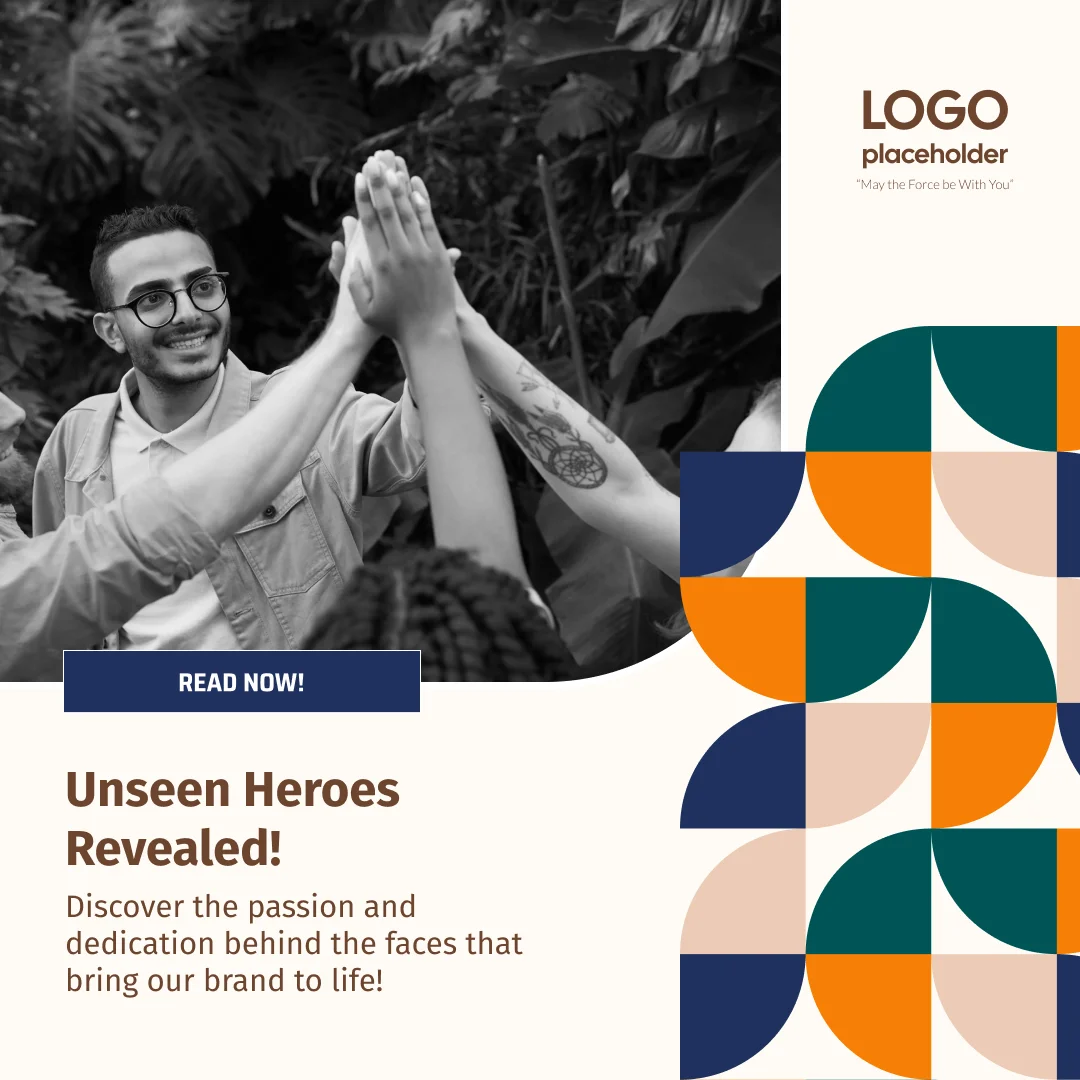 LOGO
placeholder
“May the Force be With You”
READ NOW!
Unseen Heroes
Revealed!
Discover the passion and
dedication behind the faces that
bring our brand to life!